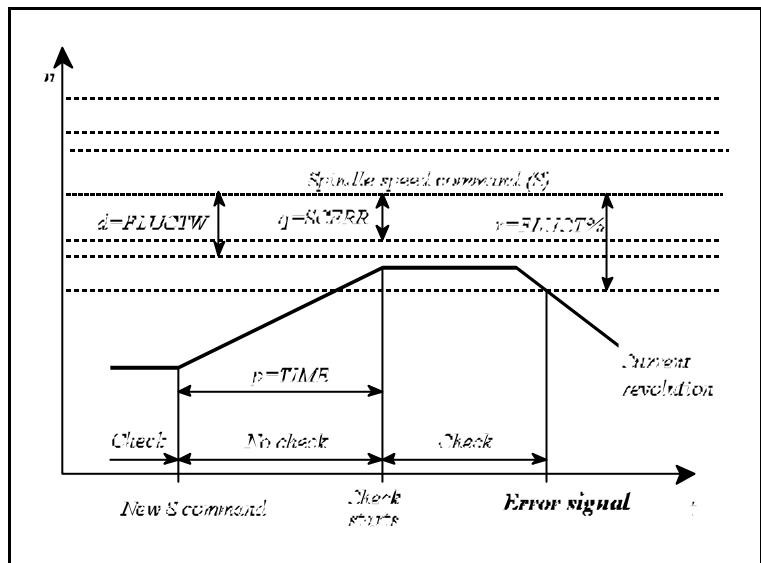 n
Spindle speed command (S)
d=FLUCTW
q=SCERR
r=FLUCT%
Current
revolution
p=TIME
Check
No check
Check
New S command
Check
starts
Error signal
t